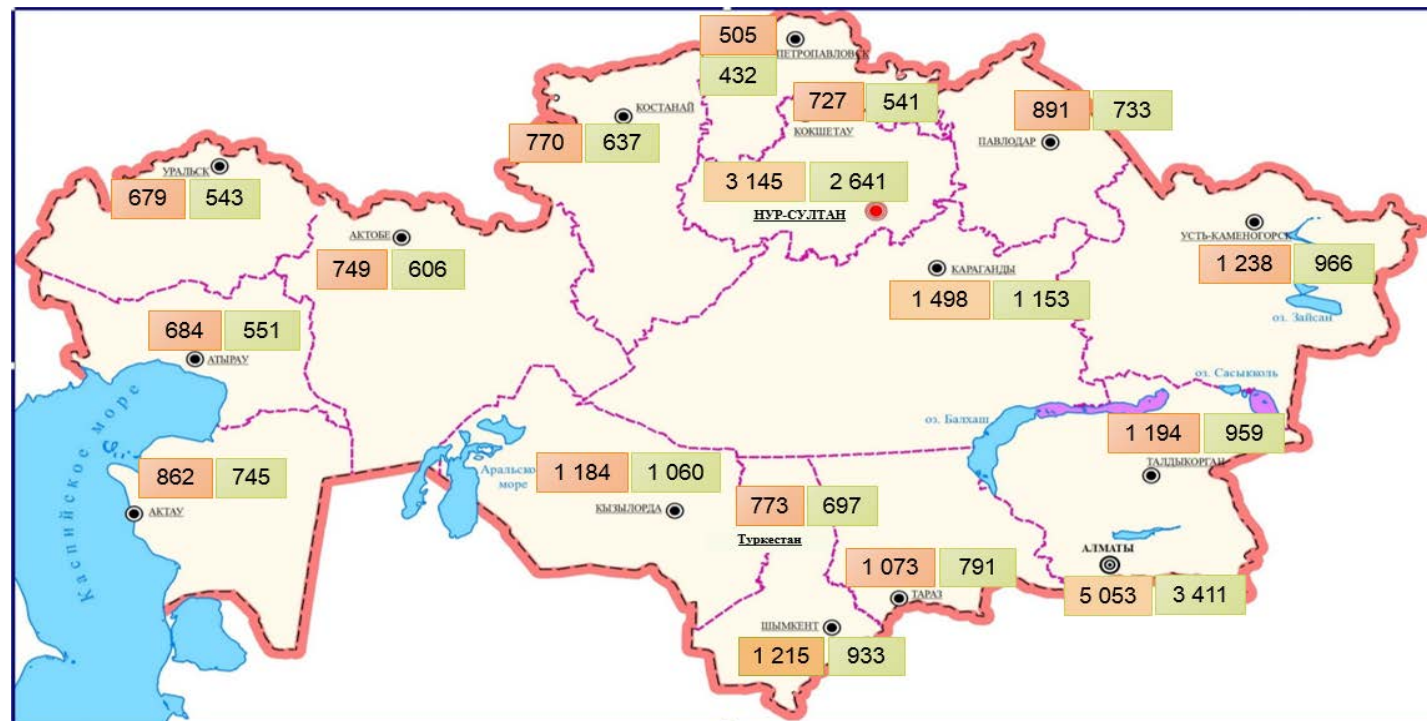 505
ПЕТРОПАВЛОВСК
432
727 541
КОКШЕТАУ
891 733
ПАВЛОДАР
КОСТАНАЙ
770 637
УРАЛЬСК
679 543
3 145 2 641
НУР-СУЛТАН
АКТОБЕ
749 606
УСТЬ-КАМЕНОГОРСК
1 238 966
оз. Зайсан
КАРАГАНДЫ
1 498 1 153
684 551
АТЫРАУ
оз. Сасыкколь
оз. Балхаш
1 194 959
ТАЛДЫКОРГАН
Каспийское море
862 745
АКТАУ
Аральско
море
1 184 1 060
КЫЗЫЛОРДА
773 697
Туркестан
АЛМАТЫ
5 053 3 411
1 073 791
ТАРАЗ
ШЫМКЕНТ
1 215 933